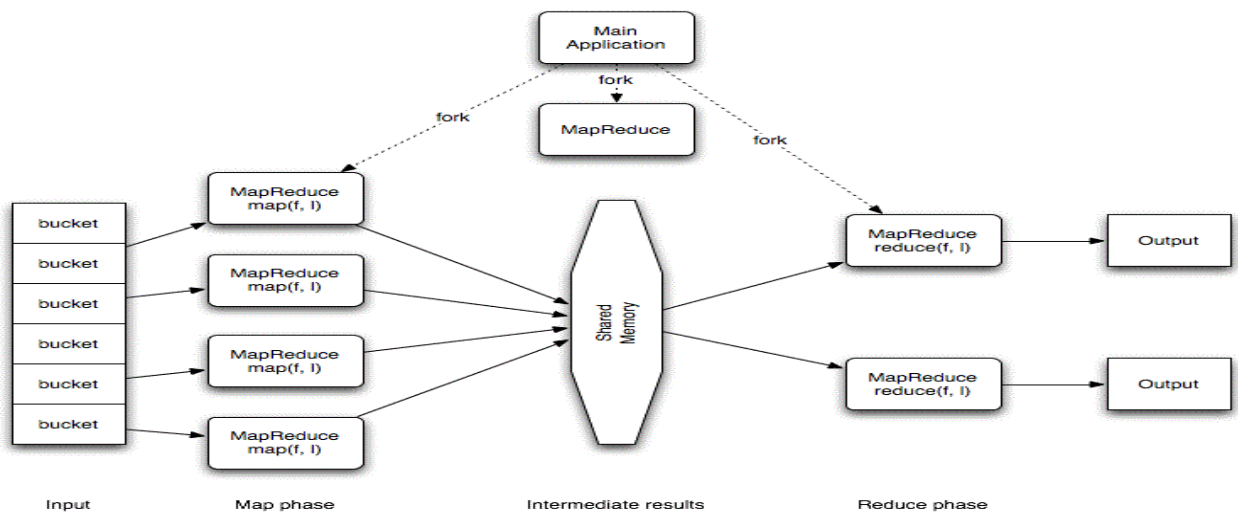 Main
Application
fork
fork
fork
MapReduce
MapReduce
map(f, l)
MapReduce
map(f, l)
MapReduce
map(f, l)
MapReduce
map(f, l)
bucket
bucket
bucket
bucket
bucket
bucket
Shared
Memory
MapReduce
reduce(f, l)
Output
MapReduce
reduce(f, l)
Output
Input
Map phase
Intermediate results
Reduce phase